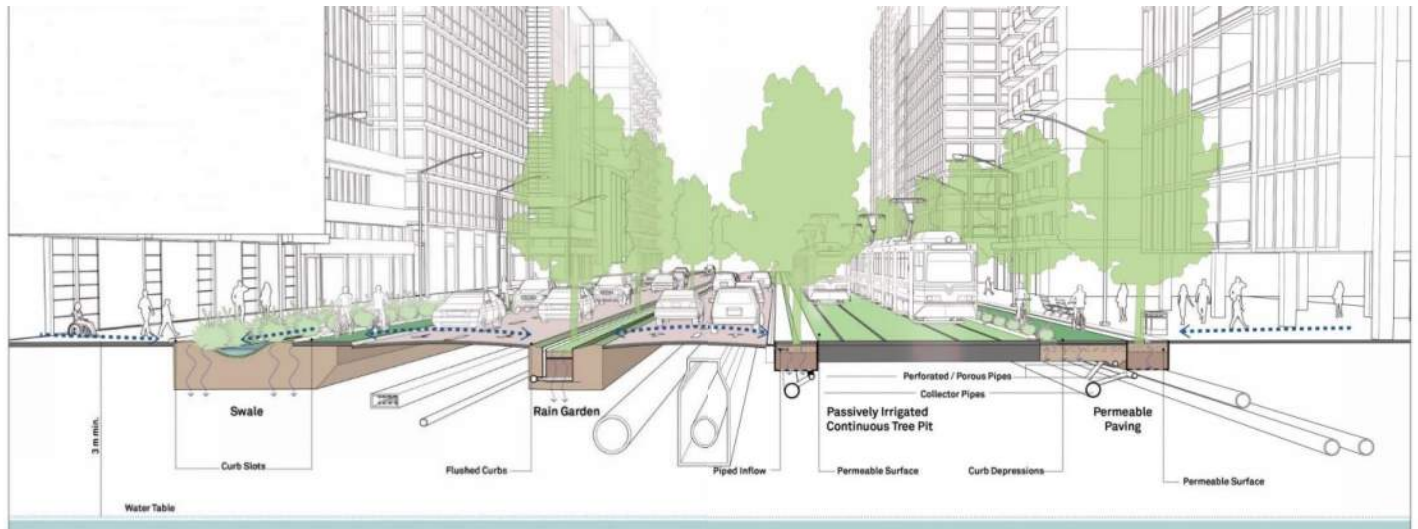 Perforated / Porous Pipes
Collector Pipes
Swale
Rain Garden
Passively Irrigated
Continuous Tree Pit
Permeable
Paving
3 m min.
Curb Slots
Flushed Curbs
Piped Inflow
Permeable Surface
Curb Depressions
Permeable Surface
Water Table